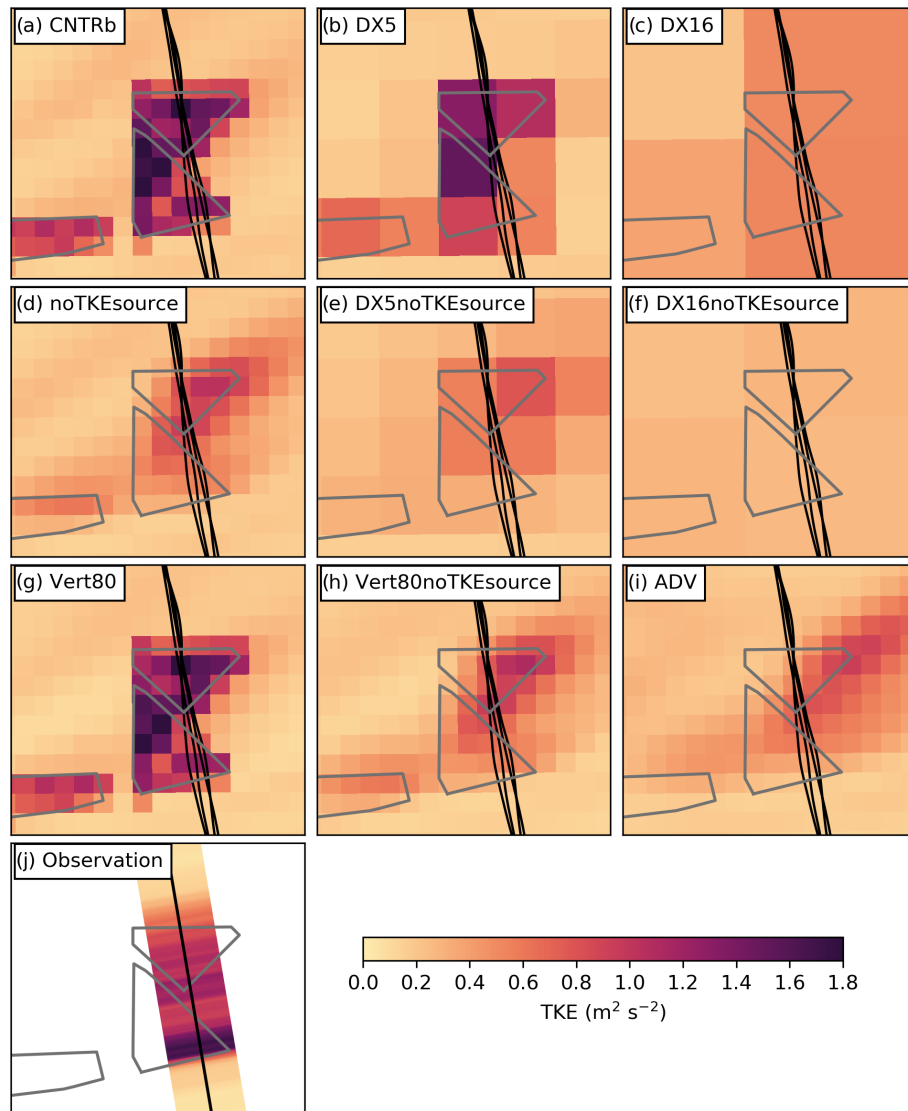 (a) CNTRb
(b) DX5
(c) DX16
(d) noTKEsource
(e) DX5noTKEsource
(f) DX16noTKEsource
(g) Vert80
(h) Vert80noTKEsource
(i) ADV
(j) Observation
0.0 0.2 0.4 0.6 0.8 1.0 1.2 1.4 1.6 1.8
TKE (m² s⁻²)